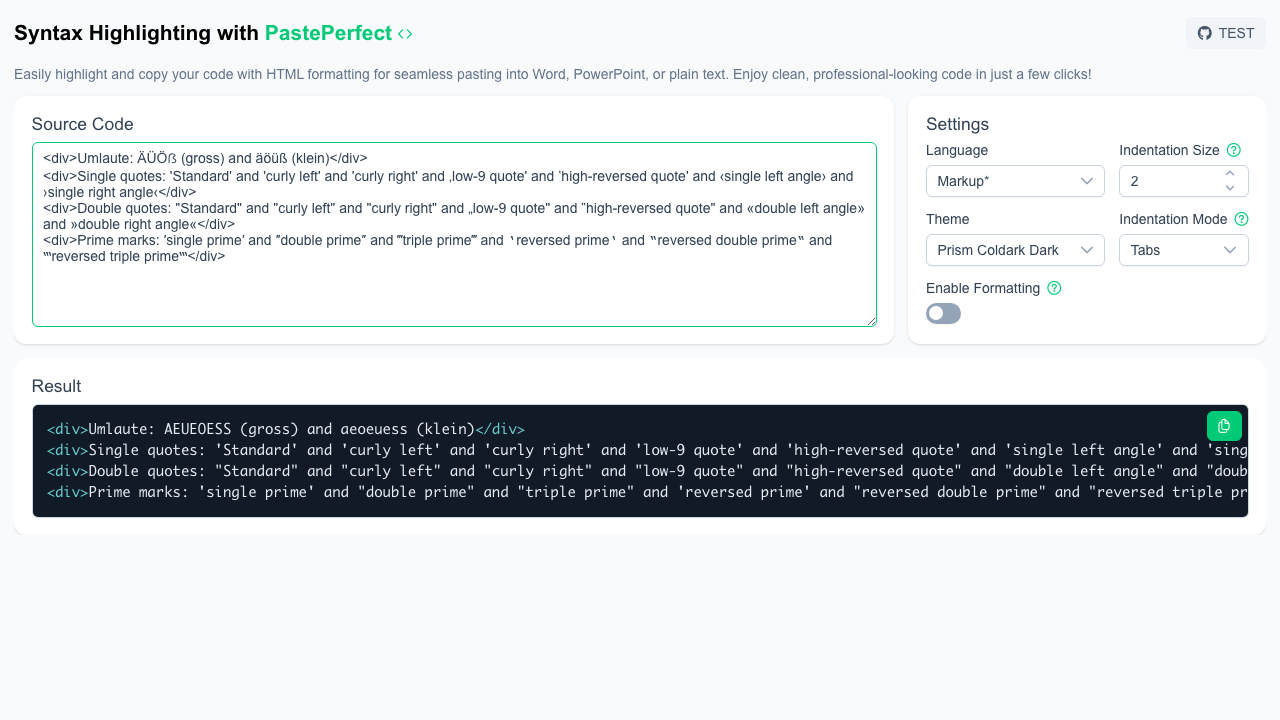 Syntax Highlighting with PastePerfect
TEST
Easily highlight and copy your code with HTML formatting for seamless pasting into Word, PowerPoint, or plain text. Enjoy clean, professional-looking code in just a few clicks!
Source Code
<div>Umlaute: ÄÜÖẞ (gross) and äöüß (klein)</div>
<div>Single quotes: 'Standard' and 'curly left' and 'curly right' and ‚low-9 quote' and ‛high-reversed quote' and ‹single left angle› and
›single right angle‹</div>
<div>Double quotes: "Standard" and "curly left" and "curly right" and „low-9 quote" and ‟high-reversed quote" and «double left angle»
and »double right angle«</div>
<div>Prime marks: ′single prime′ and ″double prime″ and ‴triple prime‴ and ‵reversed prime‵ and ‶reversed double prime‶ and
‷reversed triple prime‷</div>
Settings
Language
Indentation Size
Markup*
2
Theme
Indentation Mode
Prism Coldark Dark
Tabs
Enable Formatting
Result
<div>Umlaute: AEUEOESS (gross) and aeoeuess (klein)</div>
<div>Single quotes: 'Standard' and 'curly left' and 'curly right' and 'low-9 quote' and 'high-reversed quote' and 'single left angle' and 'sing
<div>Double quotes: "Standard" and "curly left" and "curly right" and "low-9 quote" and "high-reversed quote" and "double left angle" and "doub
<div>Prime marks: 'single prime' and "double prime" and "triple prime" and 'reversed prime' and "reversed double prime" and "reversed triple pr